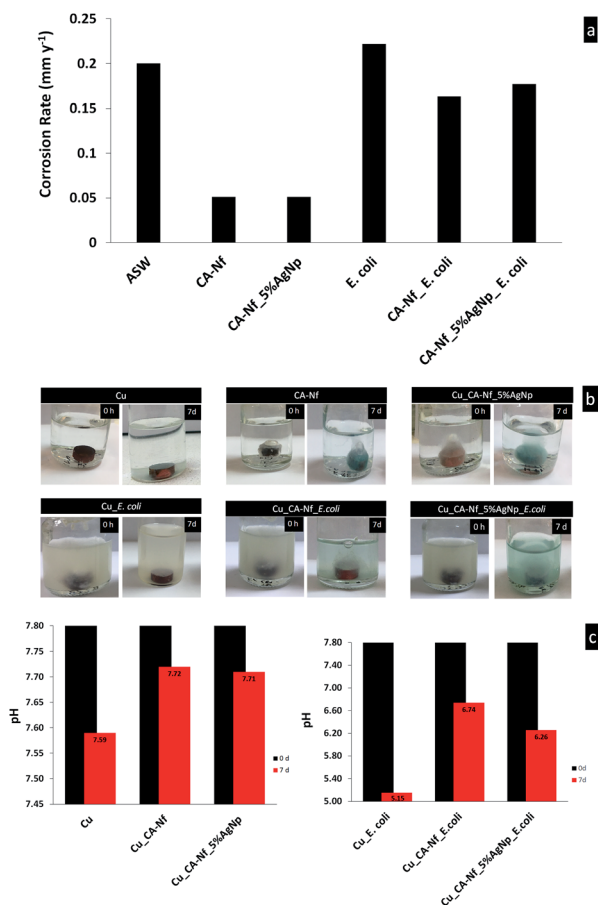 a
0.25
0.2
0.15
0.1
0.05
0
Corrosion Rate (mm y⁻¹)
ASW
CA-Nf
CA-Nf_5%AgNp
E. coli
CA-Nf_E. coli
CA-Nf_5%AgNp_E. coli
b
Cu
0 h
7d
CA-Nf
0 h
7 d
Cu_CA-Nf_5%AgNp
0 h
7d
Cu_E. coli
0 h
7d
Cu_CA-Nf_E.coli
0 h
7d
Cu_CA-Nf_5%AgNp_E.coli
0 h
7d
c
7.80
7.75
7.70
7.65
7.60
7.55
7.50
7.45
pH
7.59
7.72
7.71
0 d
7 d
Cu
Cu_CA-Nf
Cu_CA-Nf_5%AgNp
7.80
7.40
7.00
6.60
6.20
5.80
5.40
5.00
pH
5.15
6.74
6.26
0d
7d
Cu_E. coli
Cu_CA-Nf_E.coli
Cu_CA-Nf_5%AgNp_E.coli